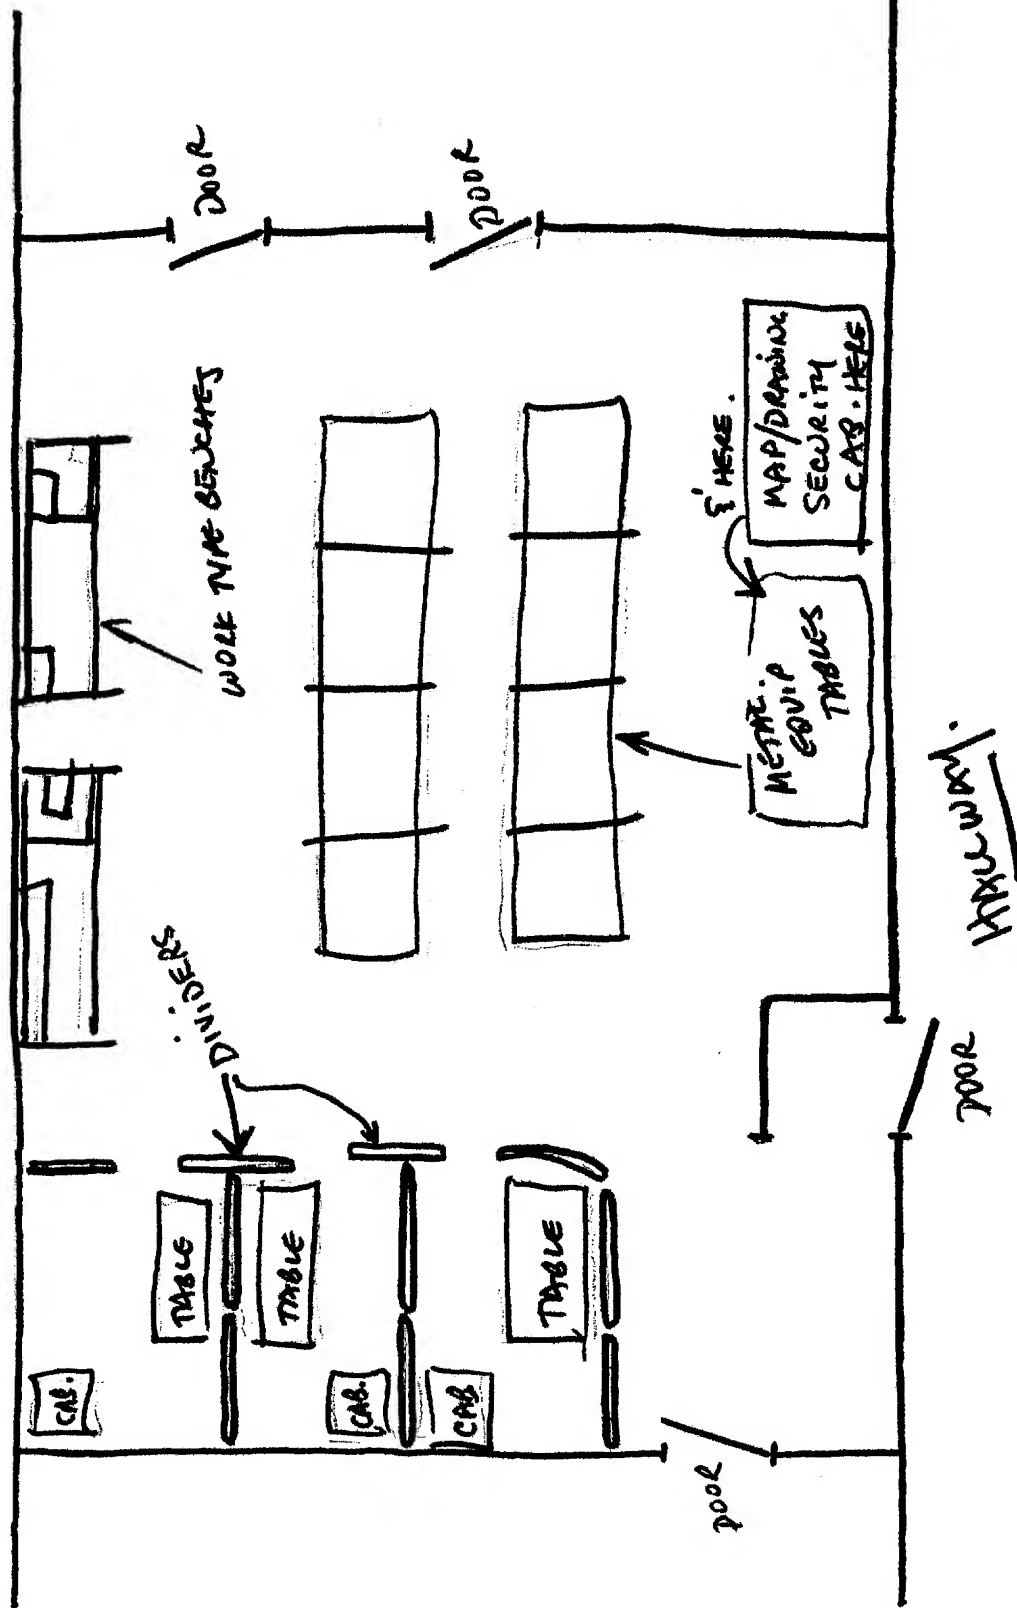 DOOR
DOOR
WORK TYPE BENCHES
& HERE.
MAP/DRAWING
SECURITY
CAB. HERE
METAL
EQUIP
TABLES
DIVIDERS
HALLWAY.
DOOR
TABLE
TABLE
TABLE
CAB.
CAB.
CAB
DOOR